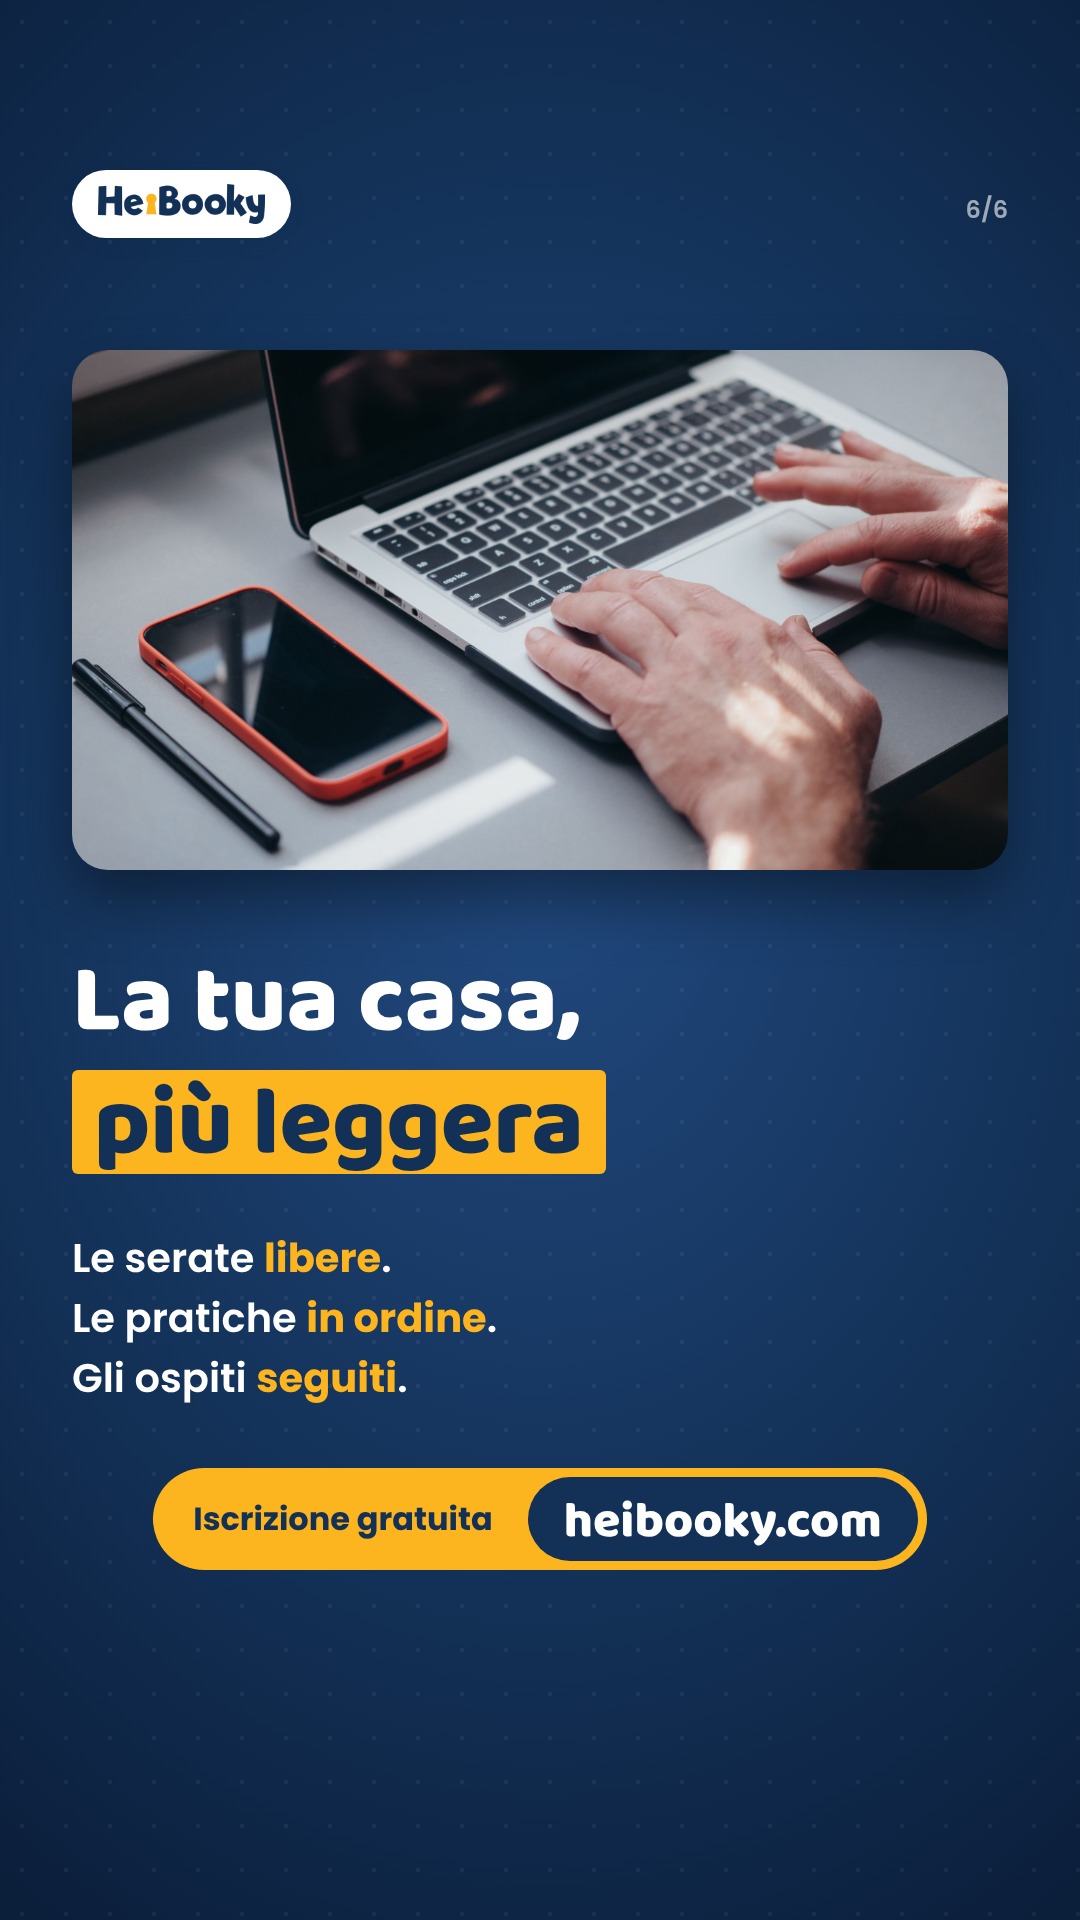 HeiBooky
6/6
La tua casa,
più leggera
Le serate libere.
Le pratiche in ordine.
Gli ospiti seguiti.
Iscrizione gratuita
heibooky.com